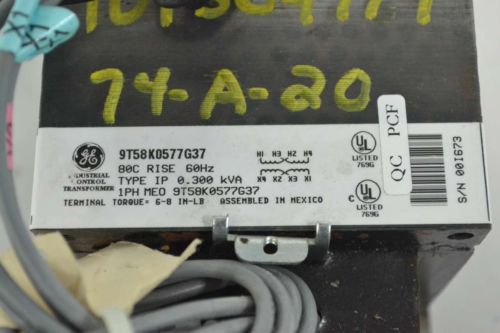 74-A-20
GE
INDUSTRIAL
CONTROL
TRANSFORMER
9T58K0577G37
80C RISE 60Hz
TYPE IP 0.300 kVA
1PH MEO 9T58K0577G37
TERMINAL TORQUE= 6-8 IN-LB ASSEMBLED IN MEXICO
H1 H3 H2 H4
X4 X2 X3 X1
UL
LISTED
769G
C UL
LISTED
769G
QC PCF
S/N 00I673